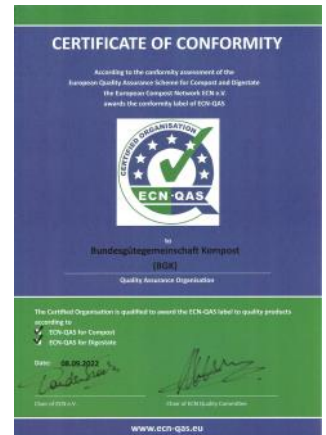 CERTIFICATE OF CONFORMITY
According to the conformity assessment of the
European Quality Assurance Scheme for Compost and Digestate
the European Compost Network ECN e.V.
awards the conformity label of ECN-QAS
CERTIFIED ORGANISATION
ECN-QAS
to
Bundesgütegemeinschaft Kompost
(BGK)
Quality Assurance Organisation
The Certified Organisation is qualified to award the ECN-QAS label to quality products
according to
ECN-QAS for Compost
ECN-QAS for Digestate
Date: 08.09.2022
Chair of ECN e.V.
Chair of ECN Quality Committee
www.ecn-qas.eu